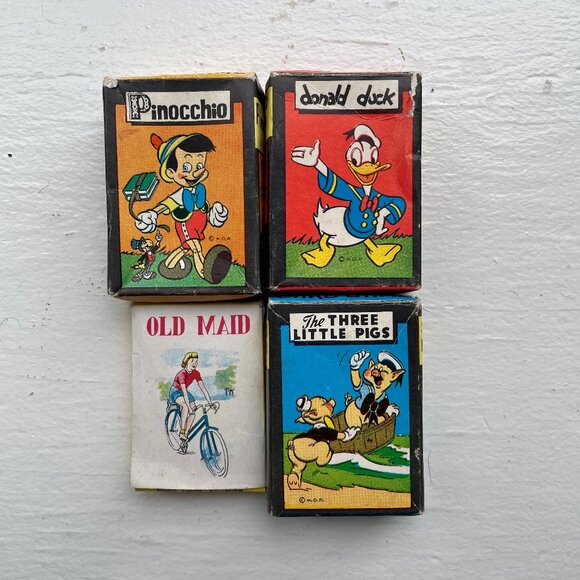 Pinocchio
donald duck
© W.D.P.
© W.D.P.
OLD MAID
The THREE
LITTLE PIGS
© W.D.P.